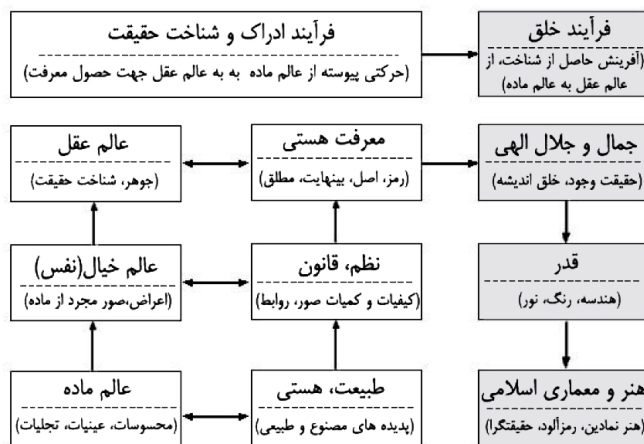 فرآیند ادراک و شناخت حقیقت
(حرکتی پیوسته از عالم ماده به به عالم عقل جهت حصول معرفت)
فرآیند خلق
(آفرینش حاصل از شناخت، از
عالم عقل به عالم ماده)
جمال و جلال الهی
(حقیقت وجود، خلق اندیشه)
معرفت هستی
(رمز، اصل، بینهایت، مطلق)
عالم عقل
(جوهر، شناخت حقیقت)
قدر
(هندسه، رنگ، نور)
نظم، قانون
(کیفیات و کمیات صور، روابط)
عالم خیال(نفس)
(اعراض،صور مجرد از ماده)
هنر و معماری اسلامی
(هنر نمادین، رمزآلود، حقیقتگرا)
طبیعت، هستی
(پدیده های مصنوع و طبیعی)
عالم ماده
(محسوسات، عینیات، تجلیات)